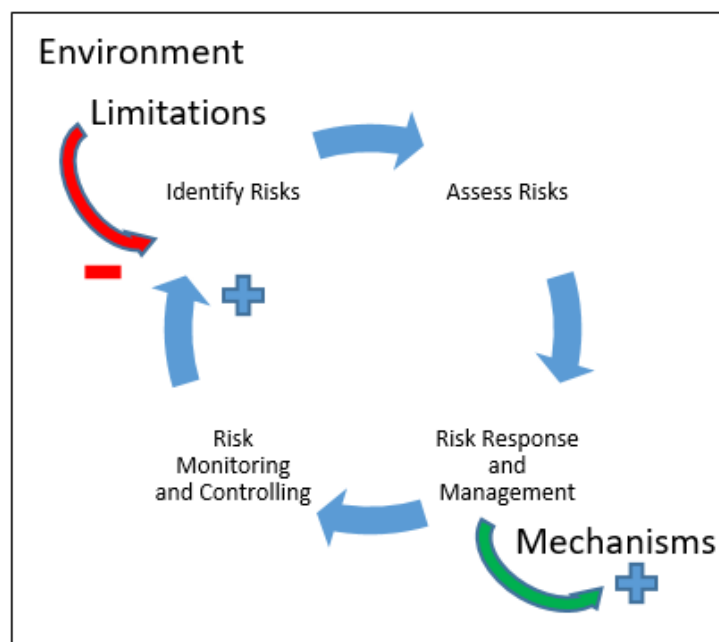 Environment
Limitations
Identify Risks
Assess Risks
Risk
Monitoring
and Controlling
Risk Response
and
Management
Mechanisms